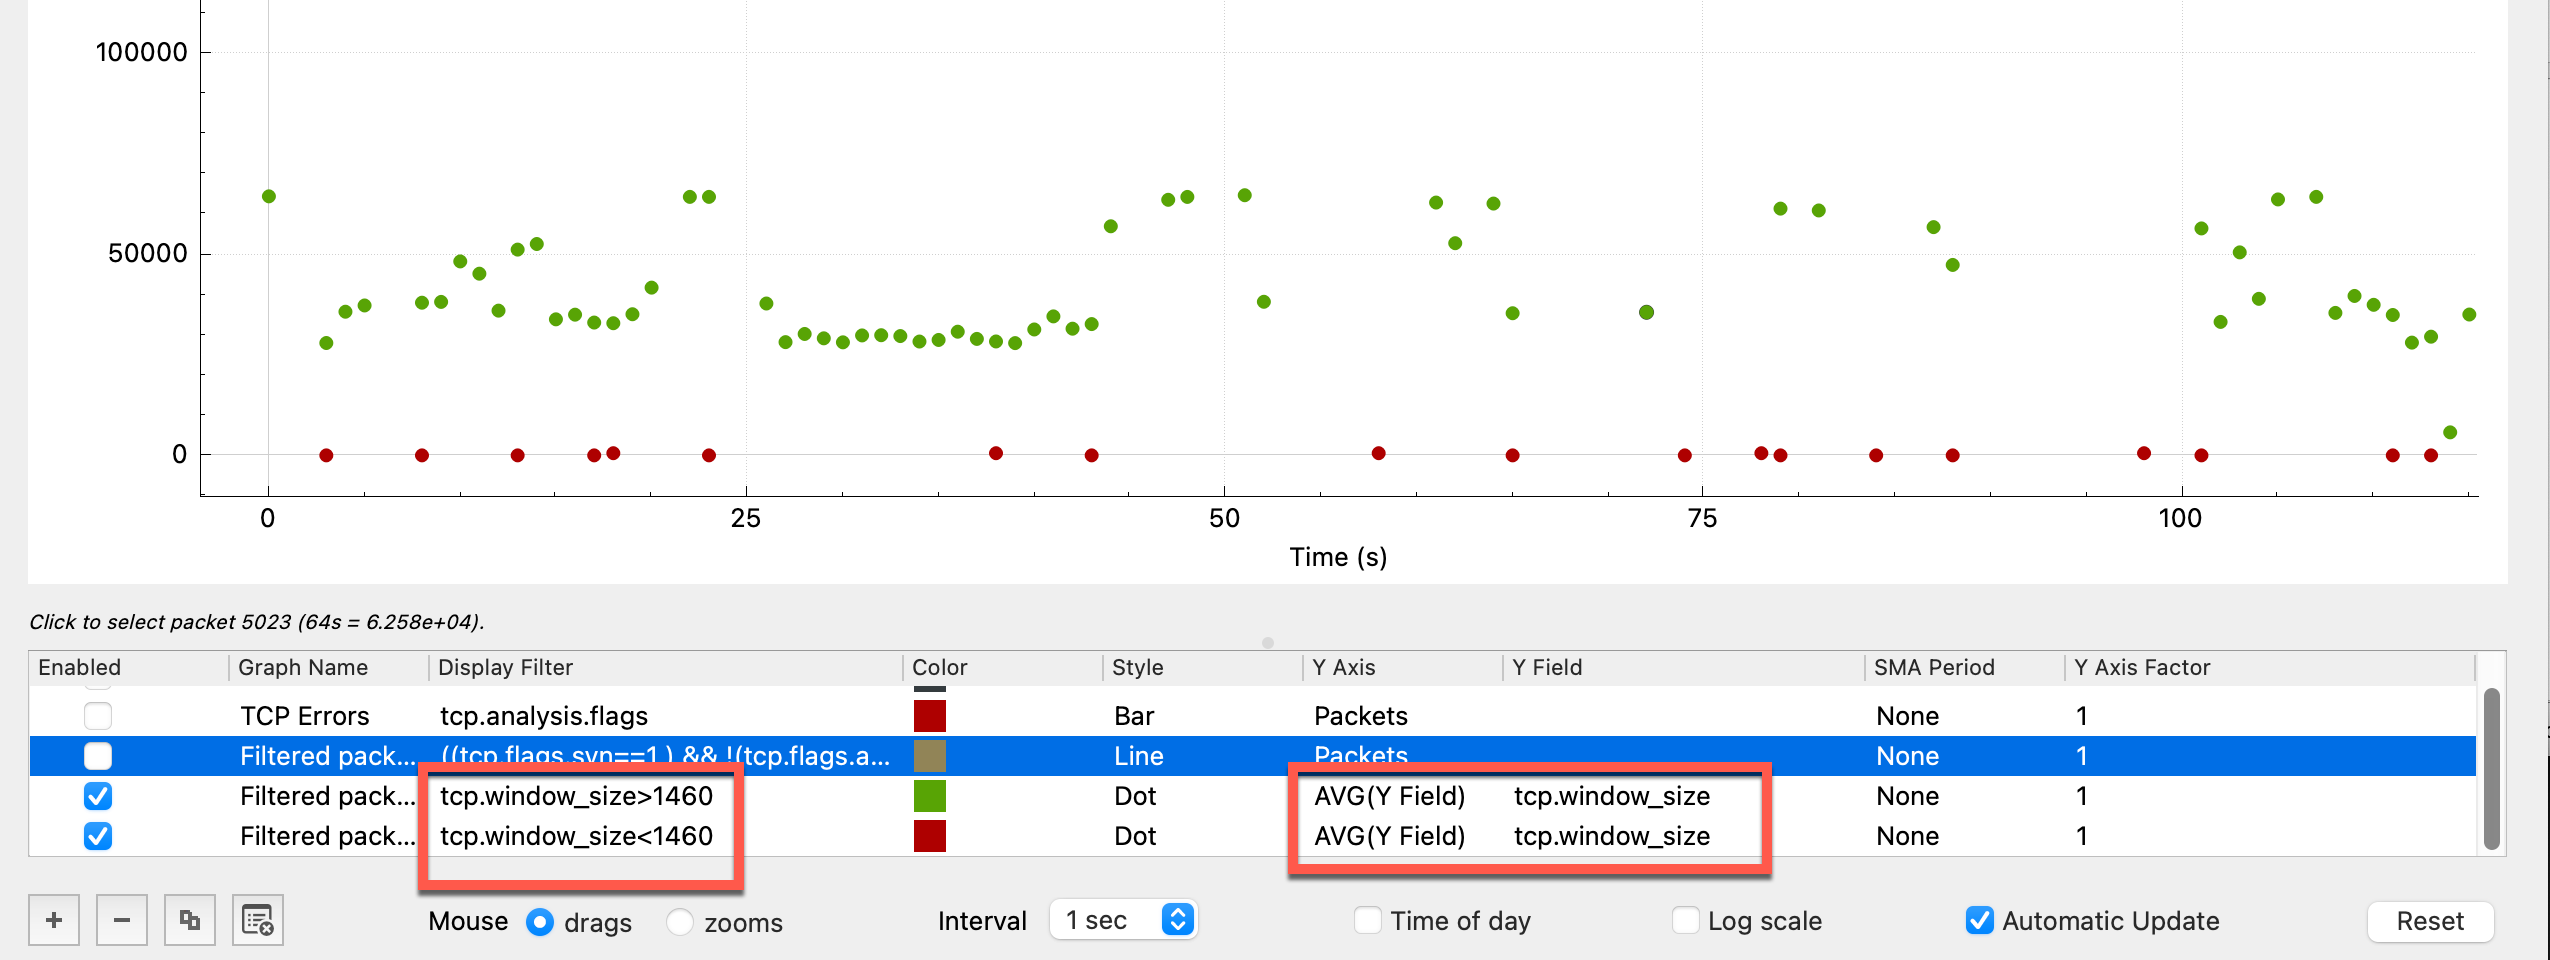 100000
50000
0
0 25 50 75 100
Time (s)
Click to select packet 5023 (64s = 6.258e+04).
Enabled Graph Name Display Filter Color Style Y Axis Y Field SMA Period Y Axis Factor
TCP Errors tcp.analysis.flags Bar Packets None 1
Filtered pack... ((tcp.flags.syn==1 ) && !(tcp.flags.a... Line Packets None 1
Filtered pack... tcp.window_size>1460 Dot AVG(Y Field) tcp.window_size None 1
Filtered pack... tcp.window_size<1460 Dot AVG(Y Field) tcp.window_size None 1
Mouse drags zooms Interval 1 sec Time of day Log scale Automatic Update Reset